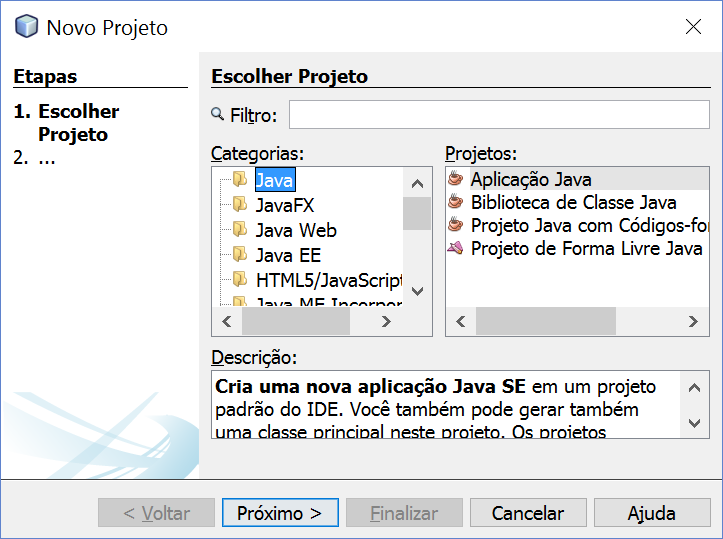 Novo Projeto
Etapas
1. Escolher
Projeto
2. ...
Escolher Projeto
Filtro:
Categorias:
Java
JavaFX
Java Web
Java EE
HTML5/JavaScript
Java ME Incorpor
Projetos:
Aplicação Java
Biblioteca de Classe Java
Projeto Java com Códigos-fo
Projeto de Forma Livre Java
Descrição:
Cria uma nova aplicação Java SE em um projeto
padrão do IDE. Você também pode gerar também
uma classe principal neste projeto. Os projetos
< Voltar
Próximo >
Finalizar
Cancelar
Ajuda